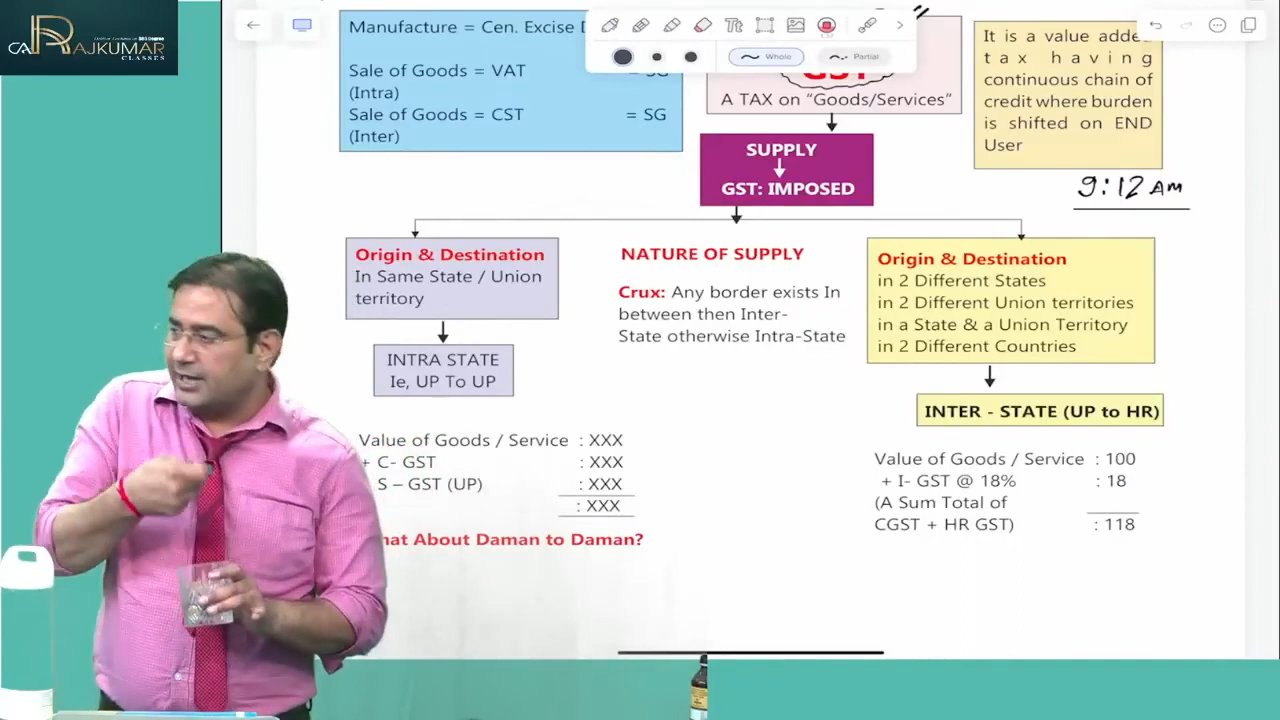 CA RAJKUMAR
CLASSES
Manufacture = Cen. Excise
Sale of Goods = VAT
(Intra)
Sale of Goods = CST = SG
(Inter)
Whole
Partial
GST
A TAX on “Goods/Services”
It is a value added
tax having
continuous chain of
credit where burden
is shifted on END
User
9:12 AM
SUPPLY
GST: IMPOSED
Origin & Destination
In Same State / Union
territory
INTRA STATE
Ie, UP To UP
NATURE OF SUPPLY
Crux: Any border exists In
between then Inter-
State otherwise Intra-State
Origin & Destination
in 2 Different States
in 2 Different Union territories
in a State & a Union Territory
in 2 Different Countries
INTER - STATE (UP to HR)
Value of Goods / Service : XXX
+ C- GST : XXX
S – GST (UP) : XXX
: XXX
About Daman to Daman?
Value of Goods / Service : 100
+ I- GST @ 18% : 18
(A Sum Total of
CGST + HR GST) : 118